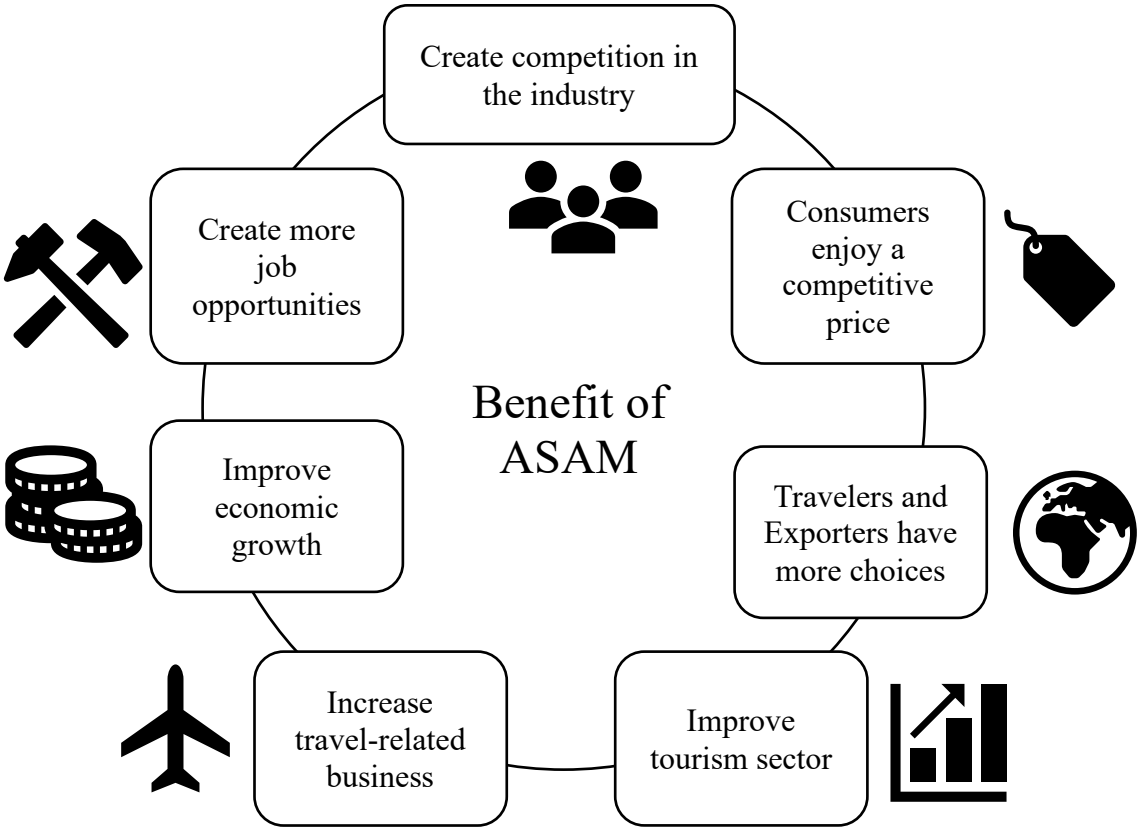 Create competition in
the industry
Consumers
enjoy a
competitive
price
Travelers and
Exporters have
more choices
Improve
tourism sector
Increase
travel-related
business
Improve
economic
growth
Create more
job
opportunities
Benefit of
ASAM